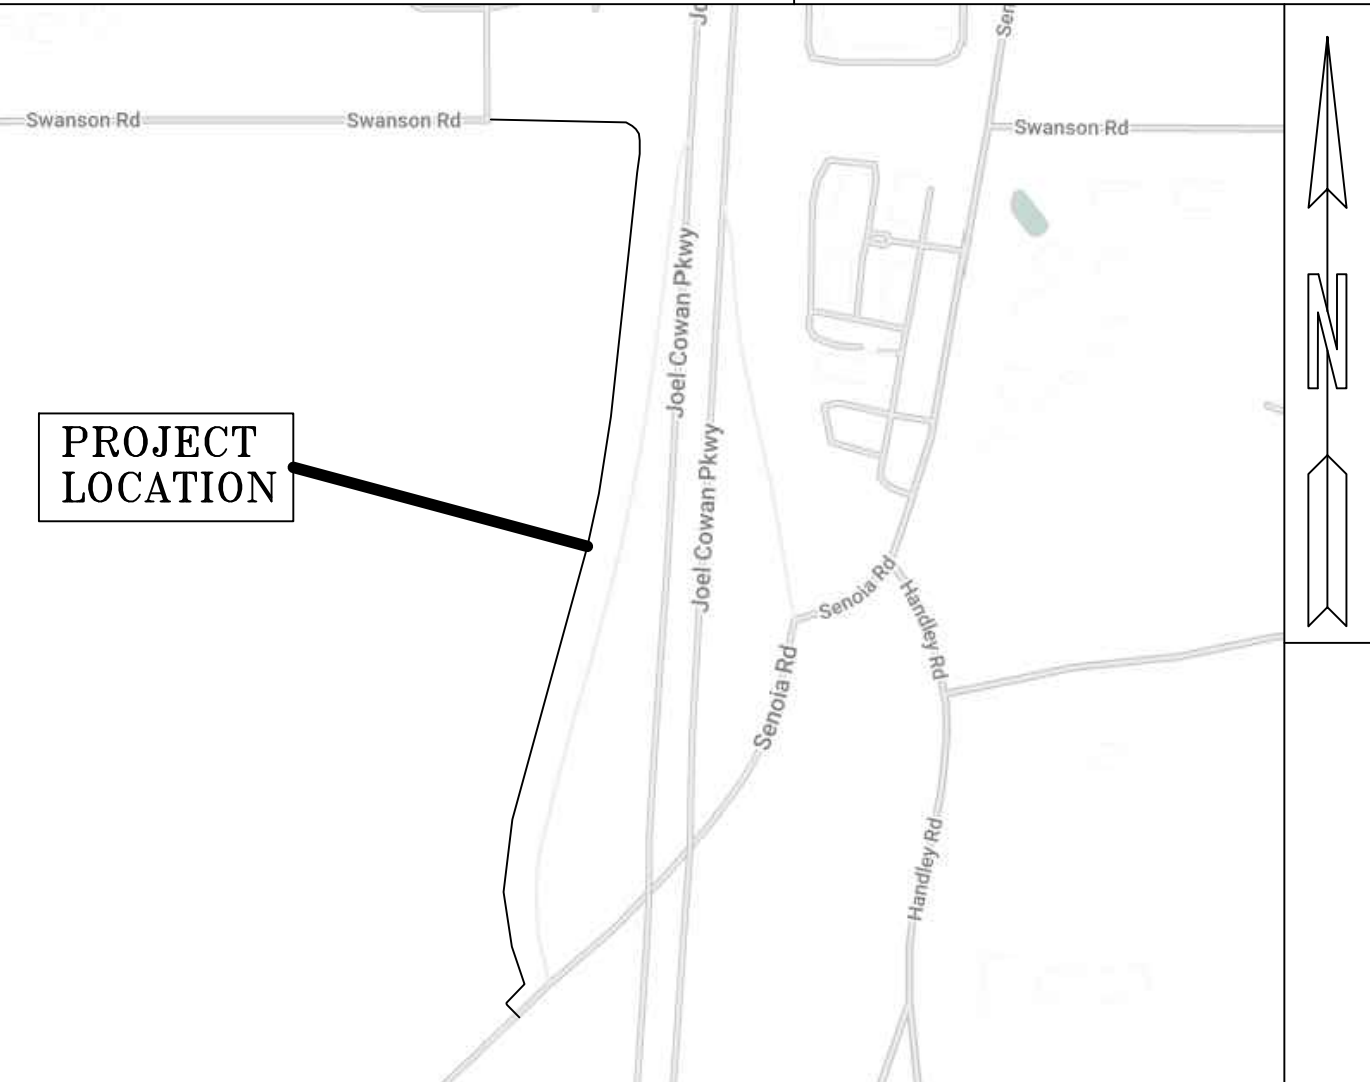 Swanson Rd
Swanson Rd
Swanson Rd
Joel Cowan Pkwy
Joel Cowan Pkwy
PROJECT
LOCATION
Senoia Rd
Handley Rd
Senoia Rd
Handley Rd
N